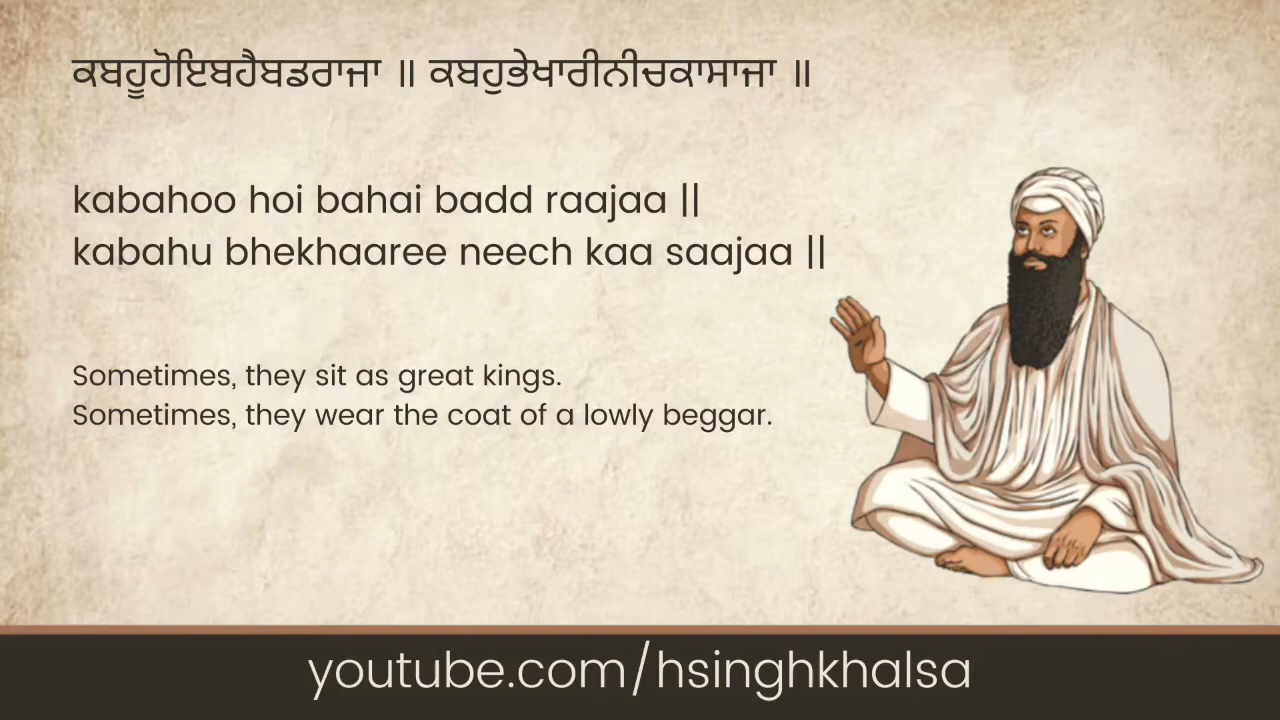 ਕਬਹੂਹੋਇਬਹੈਬਡਰਾਜਾ ॥ ਕਬਹੁਭੇਖਾਰੀਨੀਚਕਾਸਾਜਾ ॥
kabahoo hoi bahai badd raajaa ||
kabahu bhekhaaree neech kaa saajaa ||
Sometimes, they sit as great kings.
Sometimes, they wear the coat of a lowly beggar.
youtube.com/hsinghkhalsa